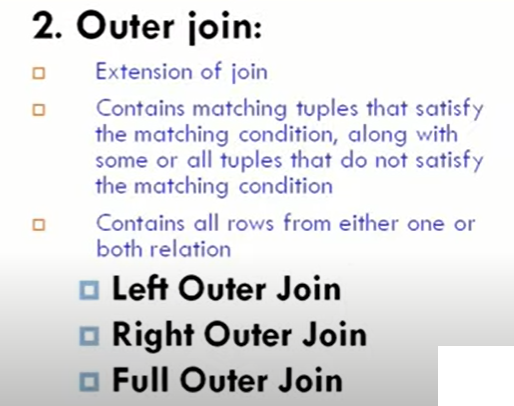 2. Outer join:
Extension of join
Contains matching tuples that satisfy
the matching condition, along with
some or all tuples that do not satisfy
the matching condition
Contains all rows from either one or
both relation
Left Outer Join
Right Outer Join
Full Outer Join